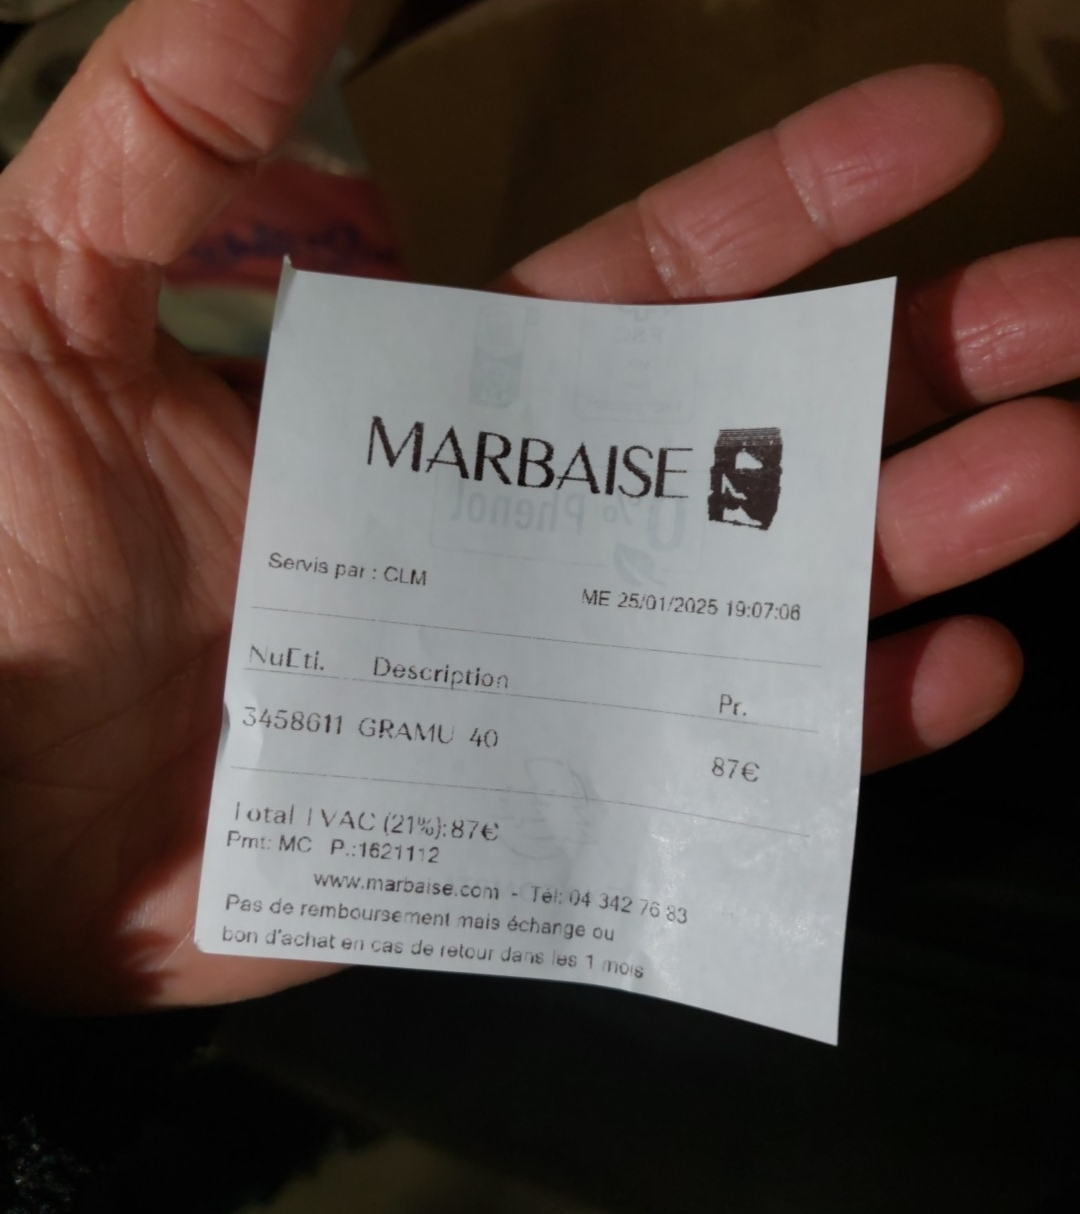 MARBAISE
Servis par : CLM
ME 25/01/2025 19:07:06
NuEti. Description Pr.
3458611 GRAMU 40 87€
Total TVAC (21%):87€
Pmt: MC P.:1621112
www.marbaise.com - Tél: 04 342 76 83
Pas de remboursement mais échange ou
bon d'achat en cas de retour dans les 1 mois
0% Phenol